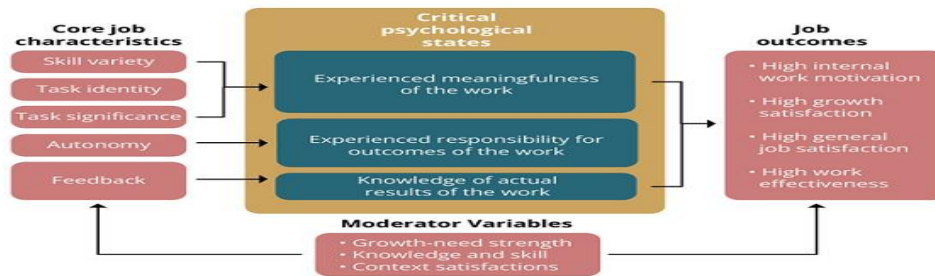 Core job
characteristics
Skill variety
Task identity
Task significance
Autonomy
Feedback
Critical
psychological
states
Experienced meaningfulness
of the work
Experienced responsibility for
outcomes of the work
Knowledge of actual
results of the work
Job
outcomes
• High internal
work motivation
• High growth
satisfaction
• High general
job satisfaction
• High work
effectiveness
Moderator Variables
• Growth-need strength
• Knowledge and skill
• Context satisfactions